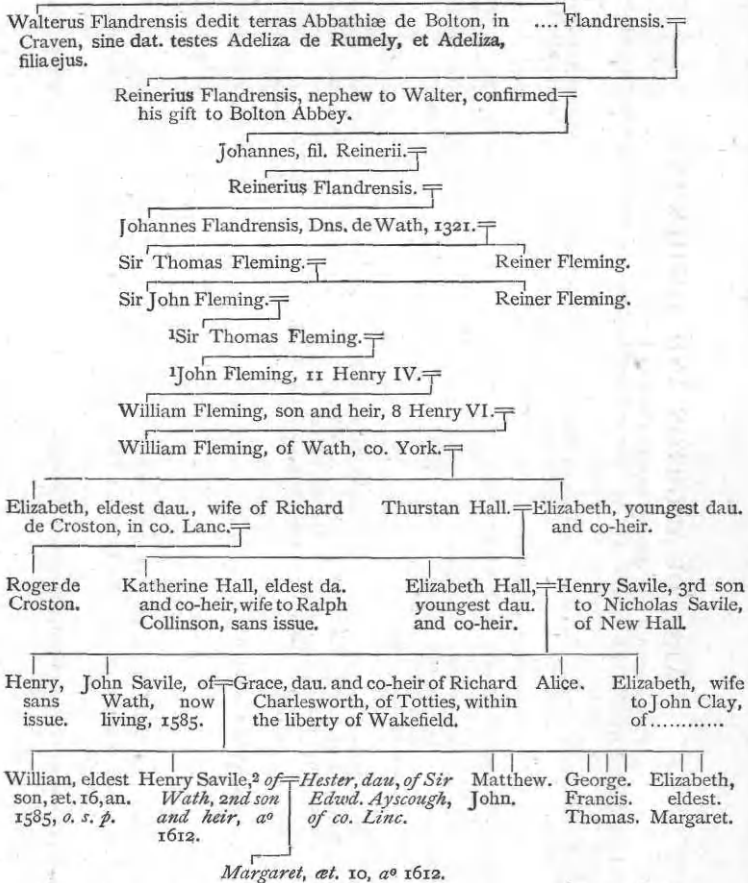 Walterus Flandrensis dedit terras Abbathiæ de Bolton, in
Craven, sine dat. testes Adeliza de Rumely, et Adeliza,
filia ejus.
.... Flandrensis.
Reinerius Flandrensis, nephew to Walter, confirmed
his gift to Bolton Abbey.
Johannes, fil. Reinerii.
Reinerius Flandrensis.
Johannes Flandrensis, Dns. de Wath, 1321.
Sir Thomas Fleming. Reiner Fleming.
Sir John Fleming. Reiner Fleming.
¹Sir Thomas Fleming.
¹John Fleming, 11 Henry IV.
William Fleming, son and heir, 8 Henry VI.
William Fleming, of Wath, co. York.
Elizabeth, eldest dau., wife of Richard
de Croston, in co. Lanc.
Thurstan Hall.
Elizabeth, youngest dau.
and co-heir.
Roger de
Croston.
Katherine Hall, eldest da.
and co-heir, wife to Ralph
Collinson, sans issue.
Elizabeth Hall,
youngest dau.
and co-heir.
Henry Savile, 3rd son
to Nicholas Savile,
of New Hall.
Henry,
sans
issue.
John Savile, of
Wath, now
living, 1585.
Grace, dau. and co-heir of Richard
Charlesworth, of Totties, within
the liberty of Wakefield.
Alice.
Elizabeth, wife
to John Clay,
of ............
William, eldest
son, æt. 16, an.
1585, o. s. p.
Henry Savile,² of
Wath, 2nd son
and heir, aº
1612.
Hester, dau, of Sir
Edwd. Ayscough,
of co. Linc.
Matthew.
John.
George.
Francis.
Thomas.
Elizabeth,
eldest.
Margaret.
Margaret, æt. 10, aº 1612.